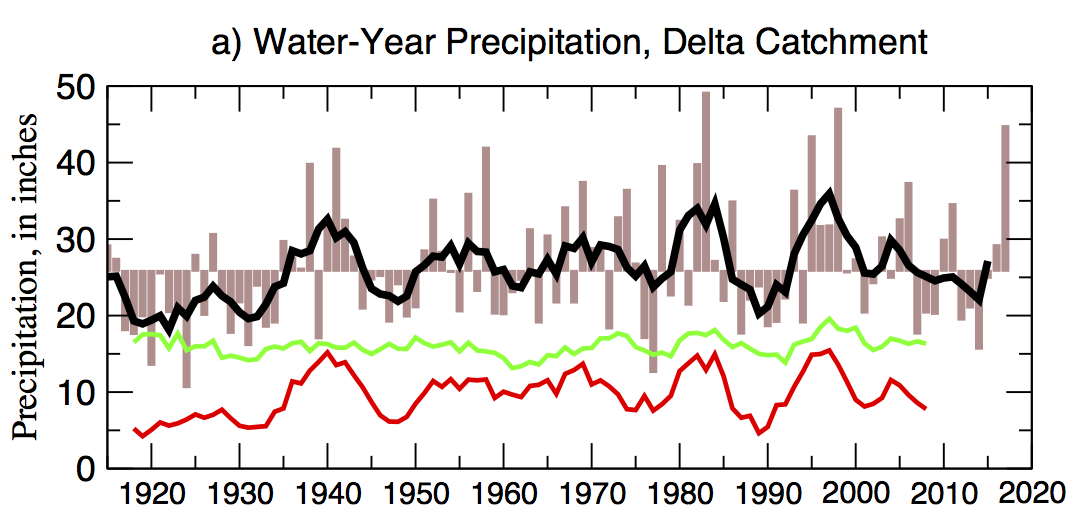 a) Water-Year Precipitation, Delta Catchment
Precipitation, in inches
50
40
30
20
10
0
1920 1930 1940 1950 1960 1970 1980 1990 2000 2010 2020